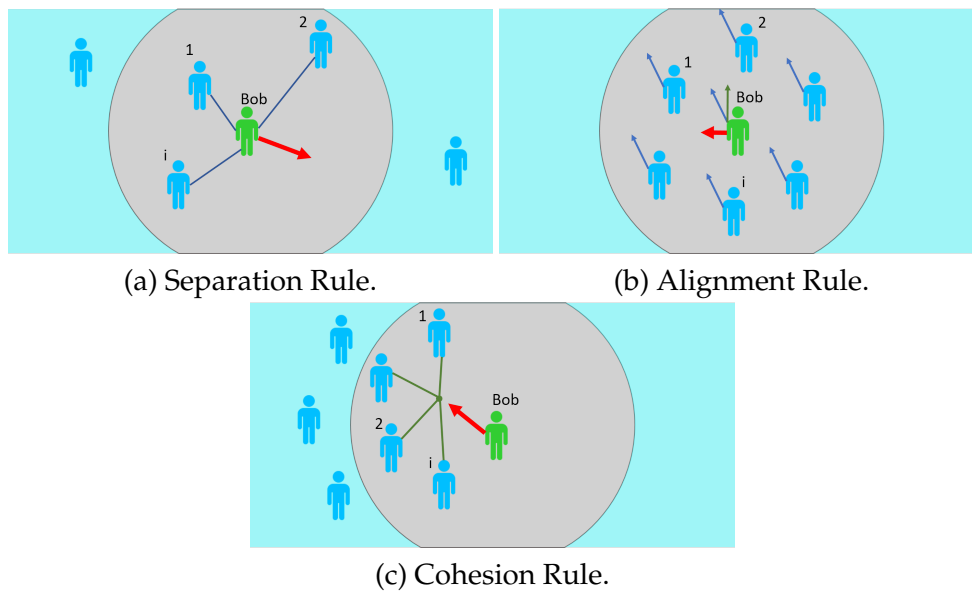 2
1
Bob
i
(a) Separation Rule.
2
1
Bob
i
(b) Alignment Rule.
1
Bob
2
i
(c) Cohesion Rule.